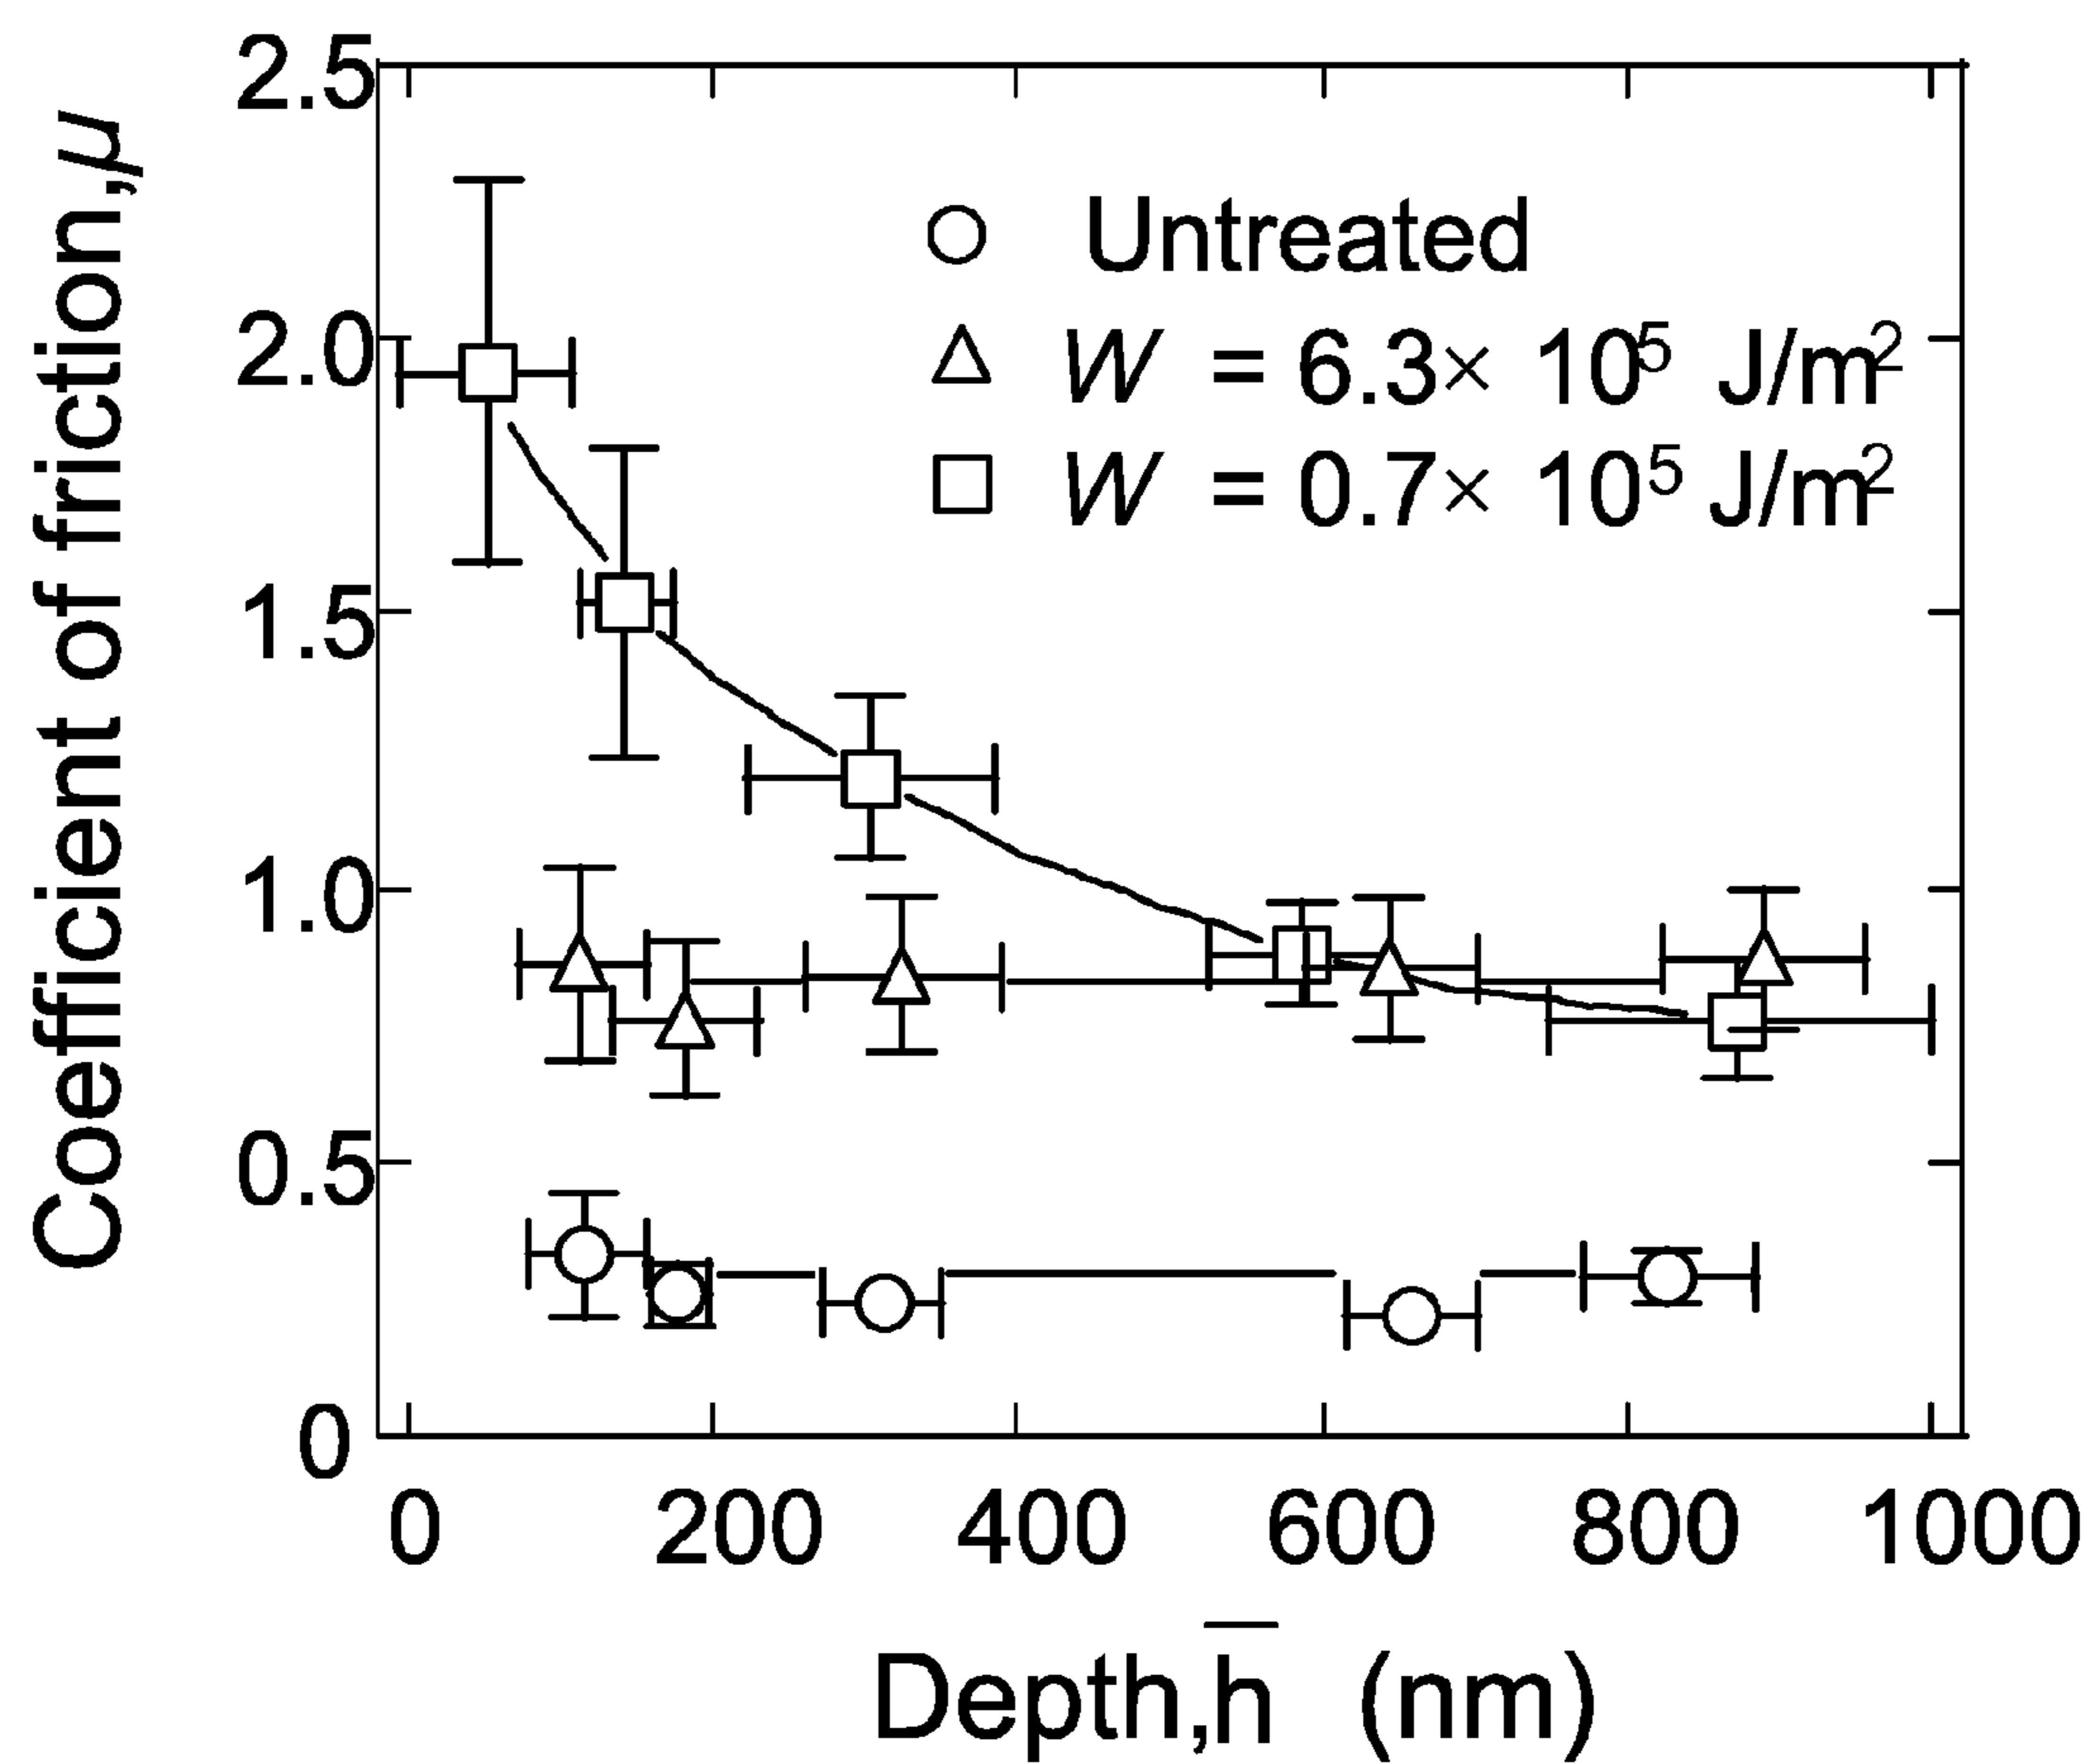 Coefficient of friction,μ
2.5
2.0
1.5
1.0
0.5
0
Untreated
W = 6.3× 10⁵ J/m²
W = 0.7× 10⁵ J/m²
0 200 400 600 800 1000
Depth,h̅ (nm)